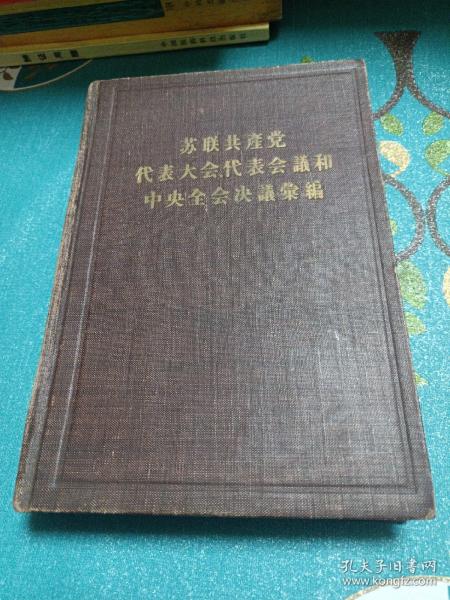 苏联共產党
代表大会、代表会議和
中央全会决議彙編
孔夫子旧书网
www.kongfz.com